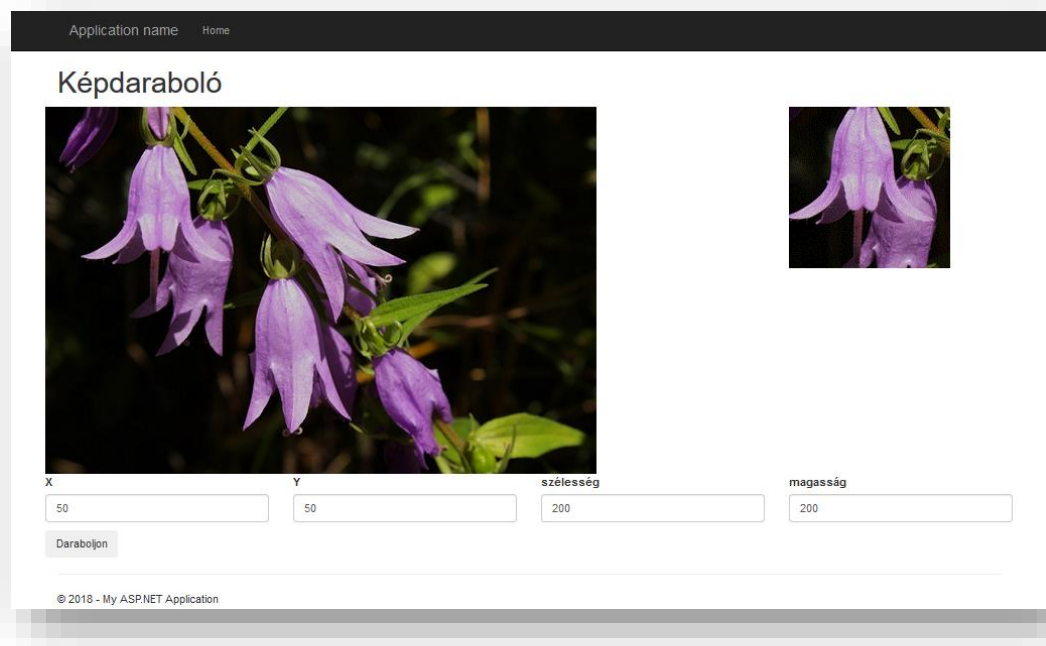 Application name Home
Képdaraboló
X Y szélesség magasság
50 50 200 200
Daraboljon
© 2018 - My ASP.NET Application